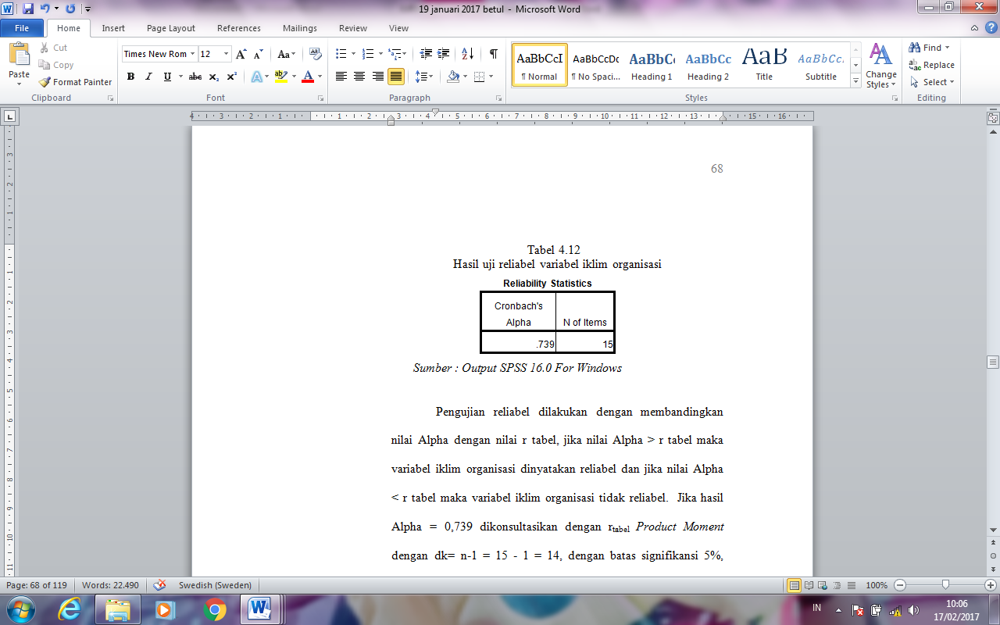 19 januari 2017 betul - Microsoft Word
File Home Insert Page Layout References Mailings Review View
Paste
Cut
Copy
Format Painter
Clipboard
Times New Rom 12
Font
Paragraph
AaBbCcI AaBbCcDc AaBbCc AaBbCc AaB AaBbCc.
¶ Normal ¶ No Spaci... Heading 1 Heading 2 Title Subtitle
Change Styles
Styles
Find
Replace
Select
Editing
68
Tabel 4.12
Hasil uji reliabel variabel iklim organisasi
Reliability Statistics
Cronbach's
Alpha N of Items
.739 15
Sumber : Output SPSS 16.0 For Windows
Pengujian reliabel dilakukan dengan membandingkan
nilai Alpha dengan nilai r tabel, jika nilai Alpha > r tabel maka
variabel iklim organisasi dinyatakan reliabel dan jika nilai Alpha
< r tabel maka variabel iklim organisasi tidak reliabel. Jika hasil
Alpha = 0,739 dikonsultasikan dengan rtabel Product Moment
dengan dk= n-1 = 15 - 1 = 14, dengan batas signifikansi 5%,
Page: 68 of 119 Words: 22.490 Swedish (Sweden) 100%
IN 10:06
17/02/2017